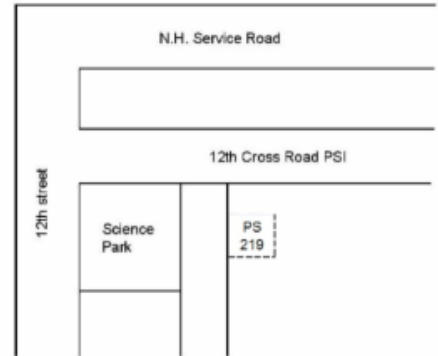 N.H. Service Road
12th Cross Road PSI
12th street
Science
Park
PS
219